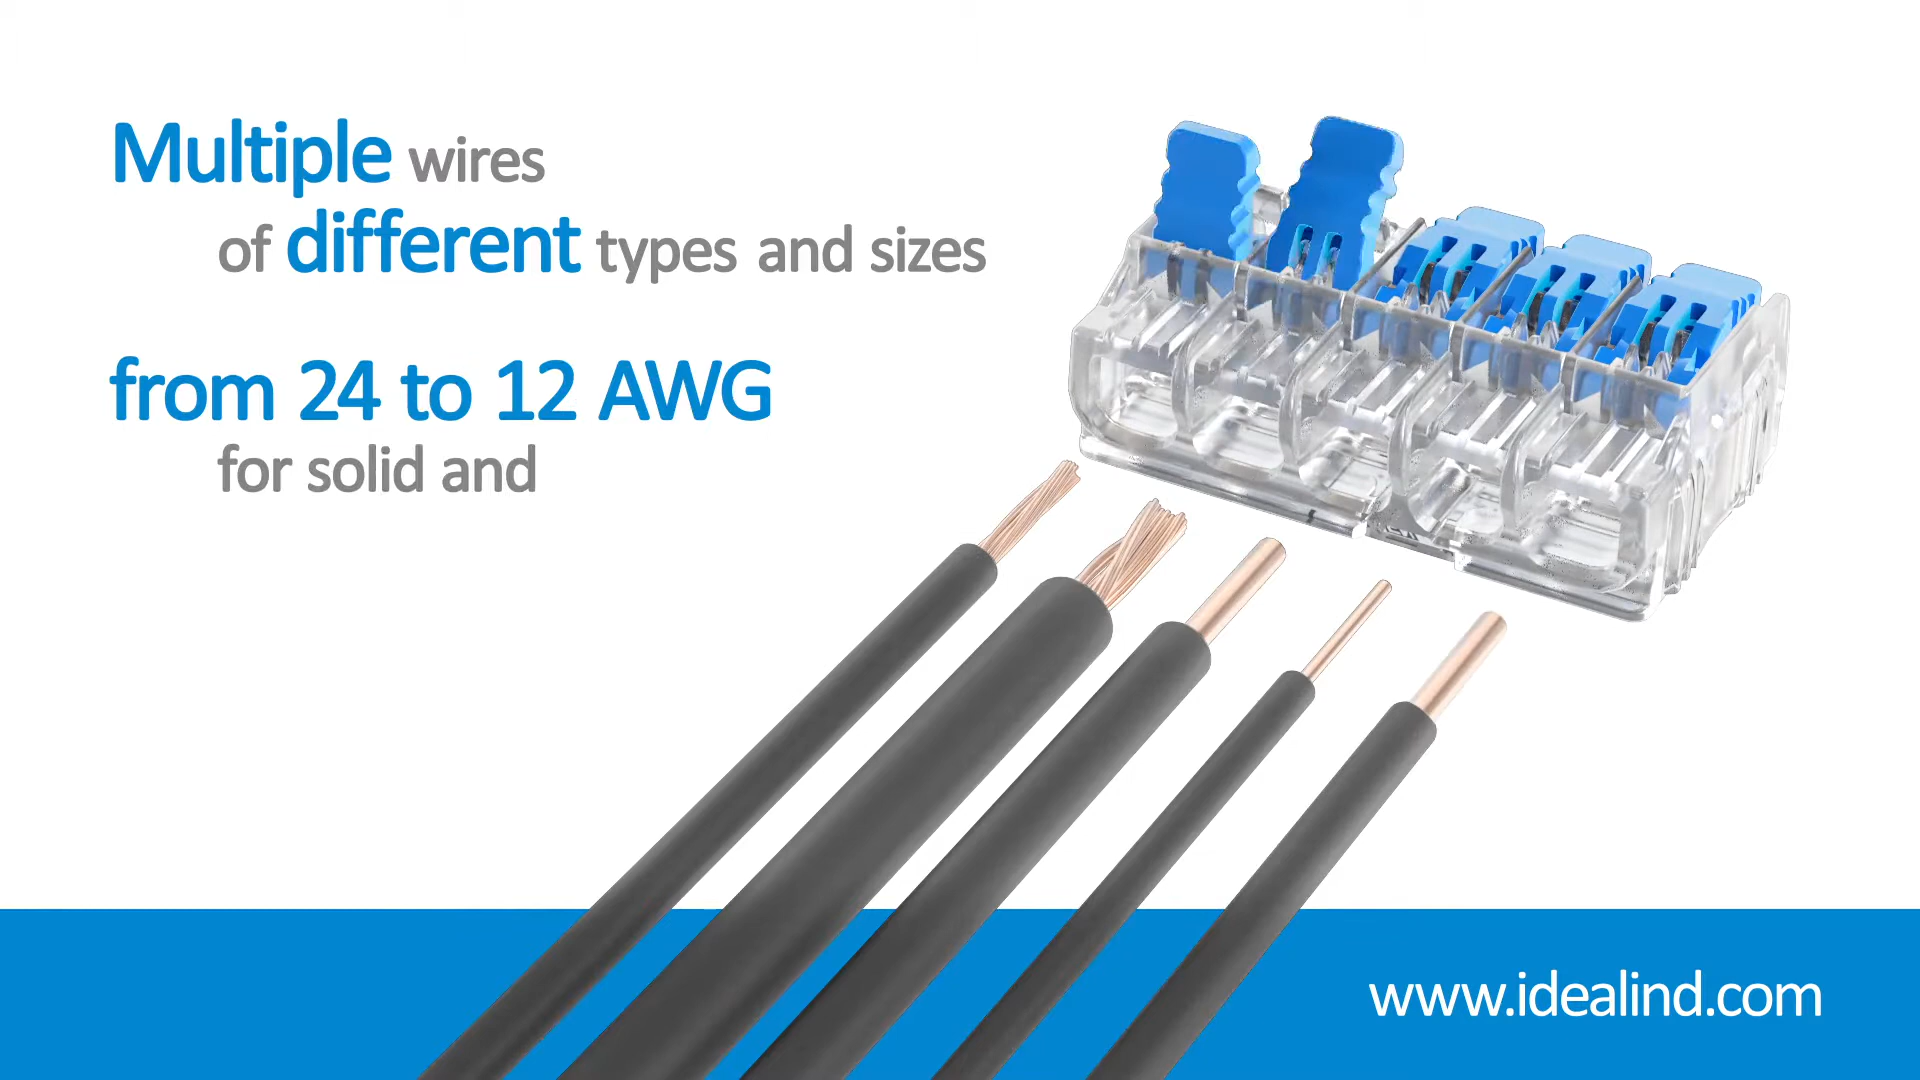 Multiple wires
of different types and sizes
from 24 to 12 AWG
for solid and
www.idealind.com